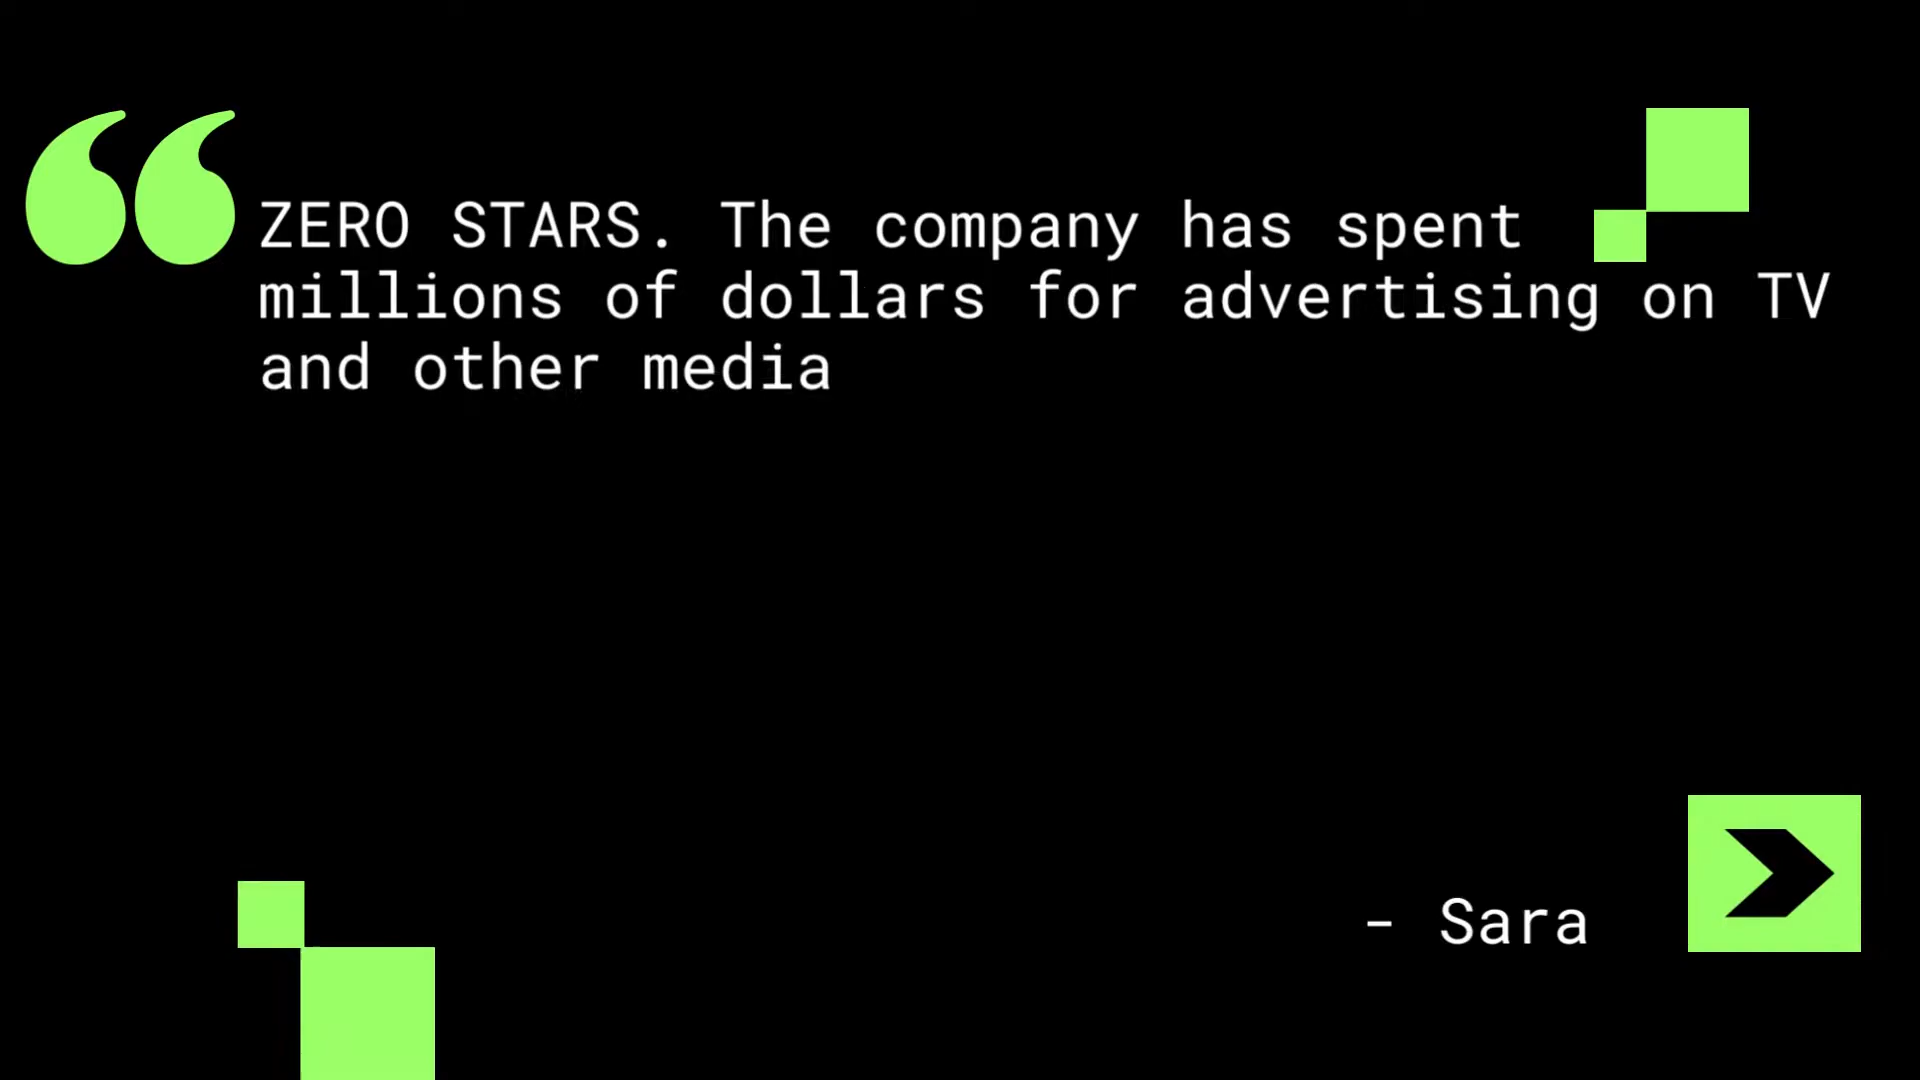 ZERO STARS. The company has spent
millions of dollars for advertising on TV
and other media
- Sara